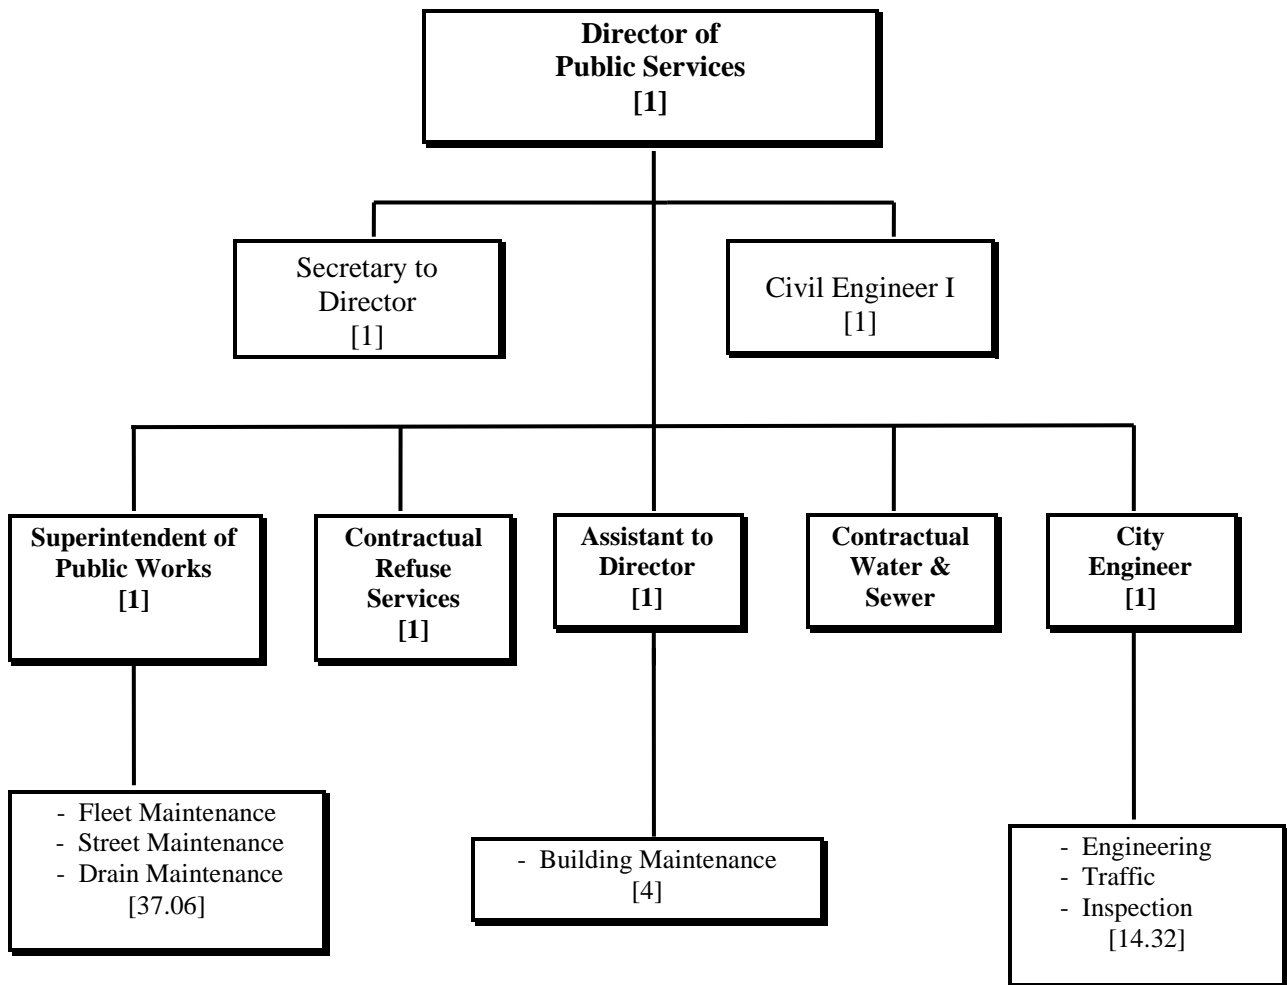 Director of
Public Services
[1]
Secretary to
Director
[1]
Civil Engineer I
[1]
Superintendent of
Public Works
[1]
Contractual
Refuse
Services
[1]
Assistant to
Director
[1]
Contractual
Water &
Sewer
City
Engineer
[1]
- Fleet Maintenance
- Street Maintenance
- Drain Maintenance
[37.06]
- Building Maintenance
[4]
- Engineering
- Traffic
- Inspection
[14.32]